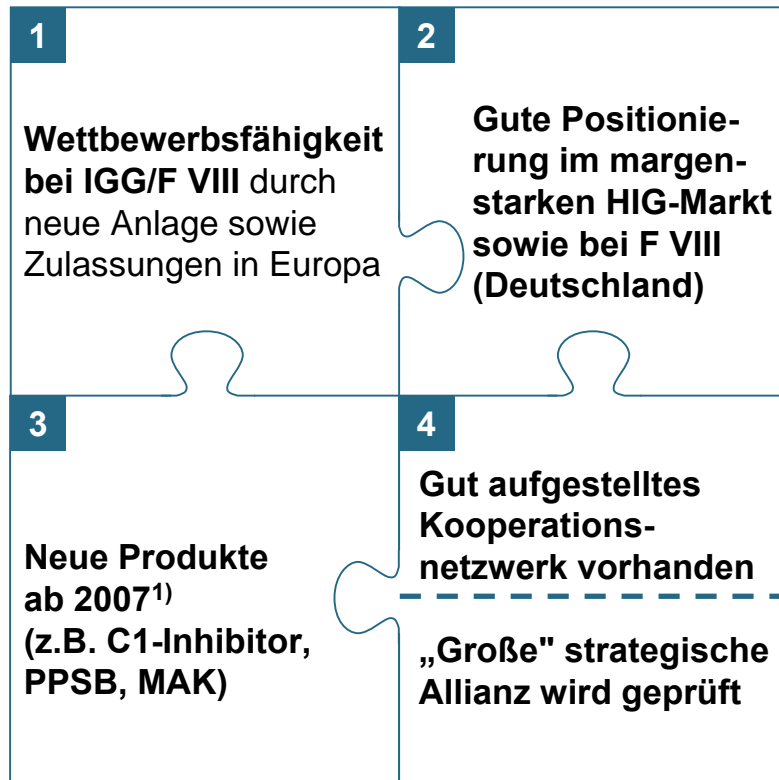 1
Wettbewerbsfähigkeit
bei IGG/F VIII durch
neue Anlage sowie
Zulassungen in Europa
2
Gute Positionie-
rung im margen-
starken HIG-Markt
sowie bei F VIII
(Deutschland)
3
Neue Produkte
ab 2007¹⁾
(z.B. C1-Inhibitor,
PPSB, MAK)
4
Gut aufgestelltes
Kooperations-
netzwerk vorhanden
„Große" strategische
Allianz wird geprüft